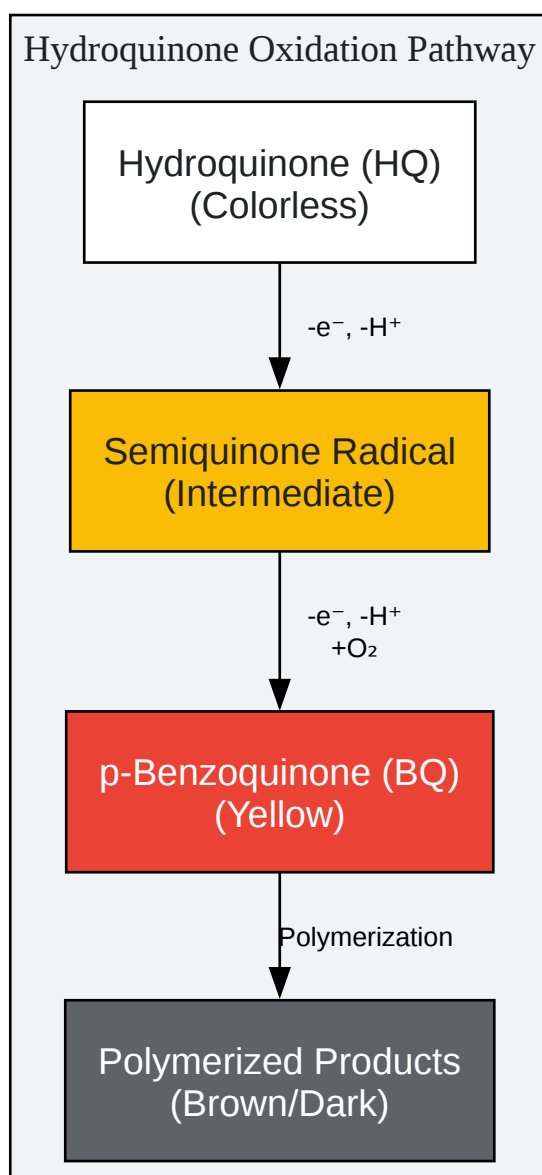 Hydroquinone Oxidation Pathway
Hydroquinone (HQ)
(Colorless)
-e⁻, -H⁺
Semiquinone Radical
(Intermediate)
-e⁻, -H⁺
+O₂
p-Benzoquinone (BQ)
(Yellow)
Polymerization
Polymerized Products
(Brown/Dark)